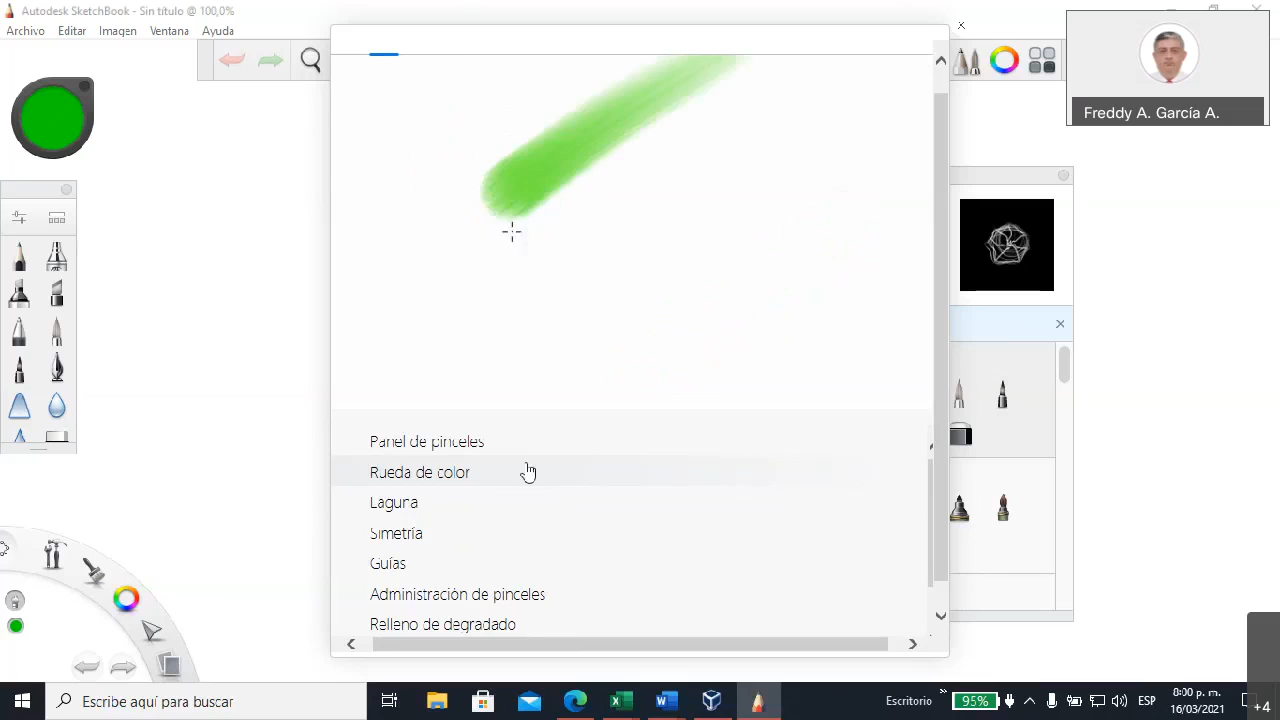 Autodesk SketchBook - Sin título @ 100,0%
Archivo Editar Imagen Ventana Ayuda
Freddy A. García A.
Panel de pinceles
Rueda de color
Laguna
Simetría
Guías
Administración de pinceles
Relleno de degradado
Escribe aquí para buscar
Escritorio
95%
ESP
8:00 p. m.
16/03/2021
+4